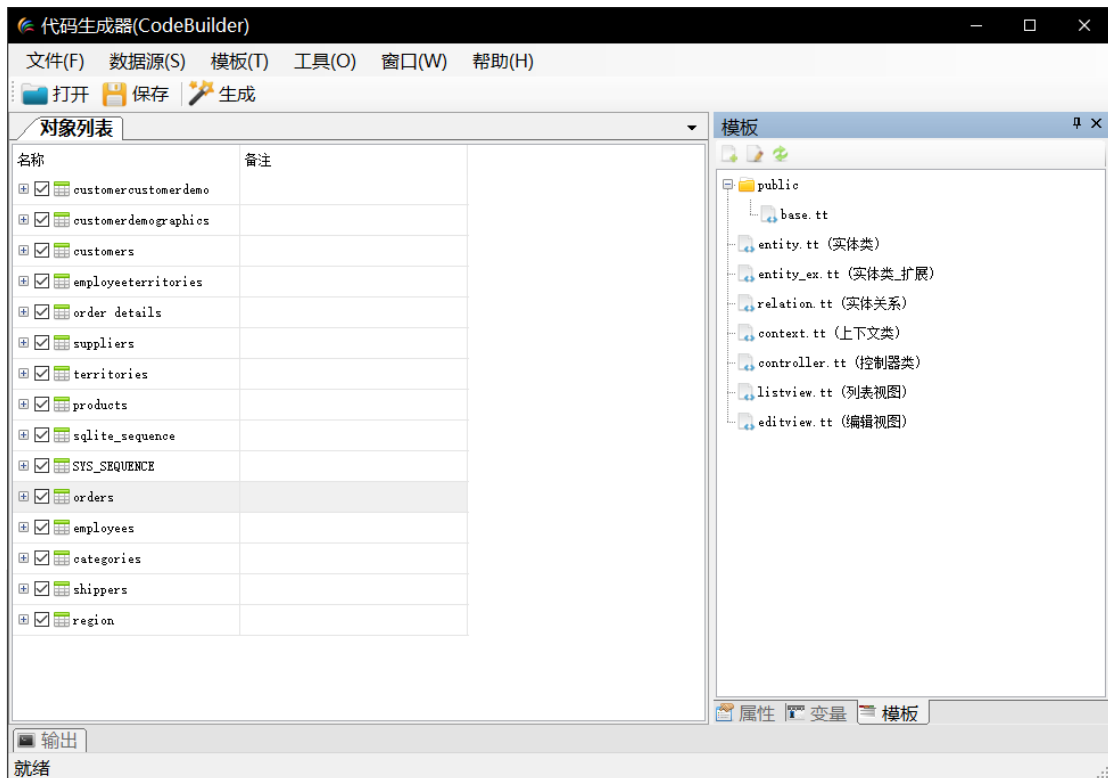 代码生成器(CodeBuilder)
文件(F) 数据源(S) 模板(T) 工具(O) 窗口(W) 帮助(H)
打开 保存 生成
对象列表
名称 备注
customercustomerdemo
customerdemographics
customers
employeeterritories
order details
suppliers
territories
products
sqlite_sequence
SYS_SEQUENCE
orders
employees
categories
shippers
region
模板
public
base.tt
entity.tt (实体类)
entity_ex.tt (实体类_扩展)
relation.tt (实体关系)
context.tt (上下文类)
controller.tt (控制器类)
listview.tt (列表视图)
editview.tt (编辑视图)
属性 变量 模板
输出
就绪